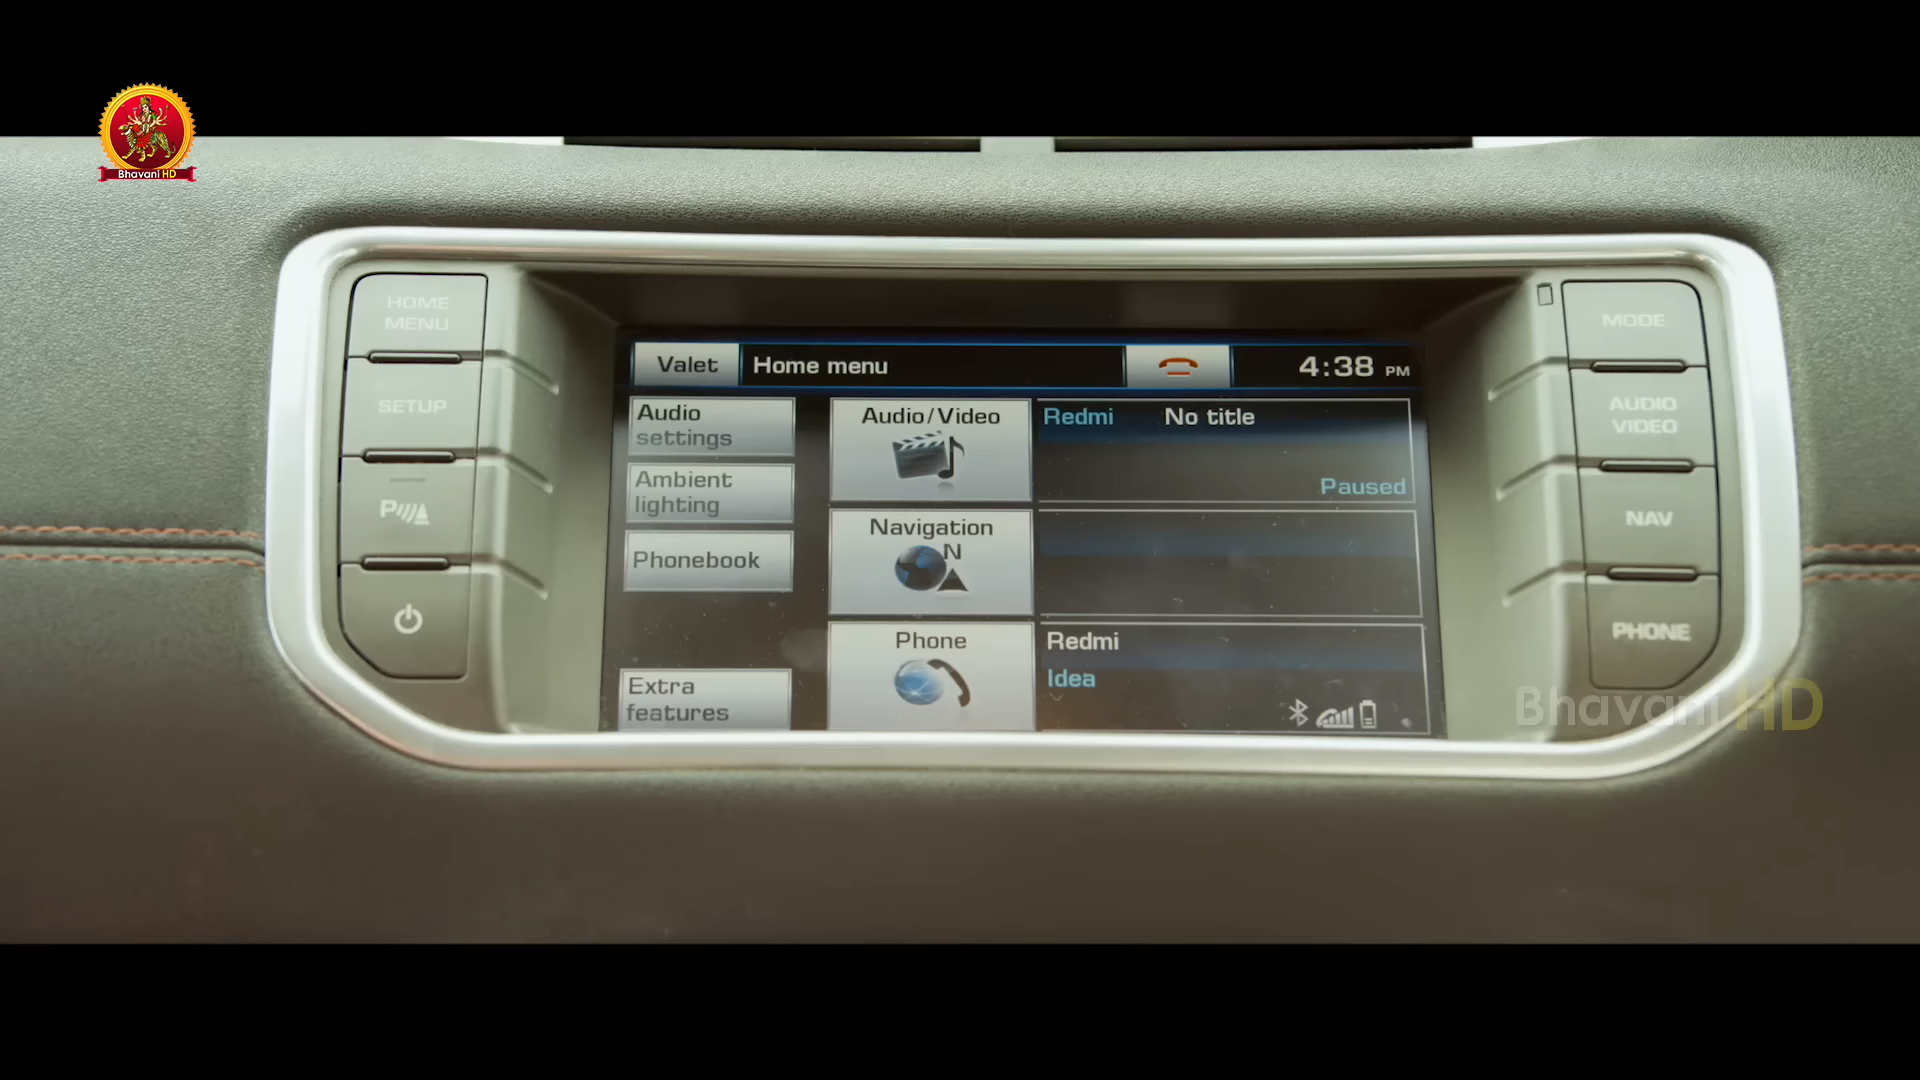 Bhavani HD
HOME
MENU
SETUP
P
Valet
Home menu
4:38 PM
Audio
settings
Ambient
lighting
Phonebook
Extra
features
Audio/Video
Navigation
N
Phone
Redmi No title
Paused
Redmi
Idea
MODE
AUDIO
VIDEO
NAV
PHONE
Bhavani HD